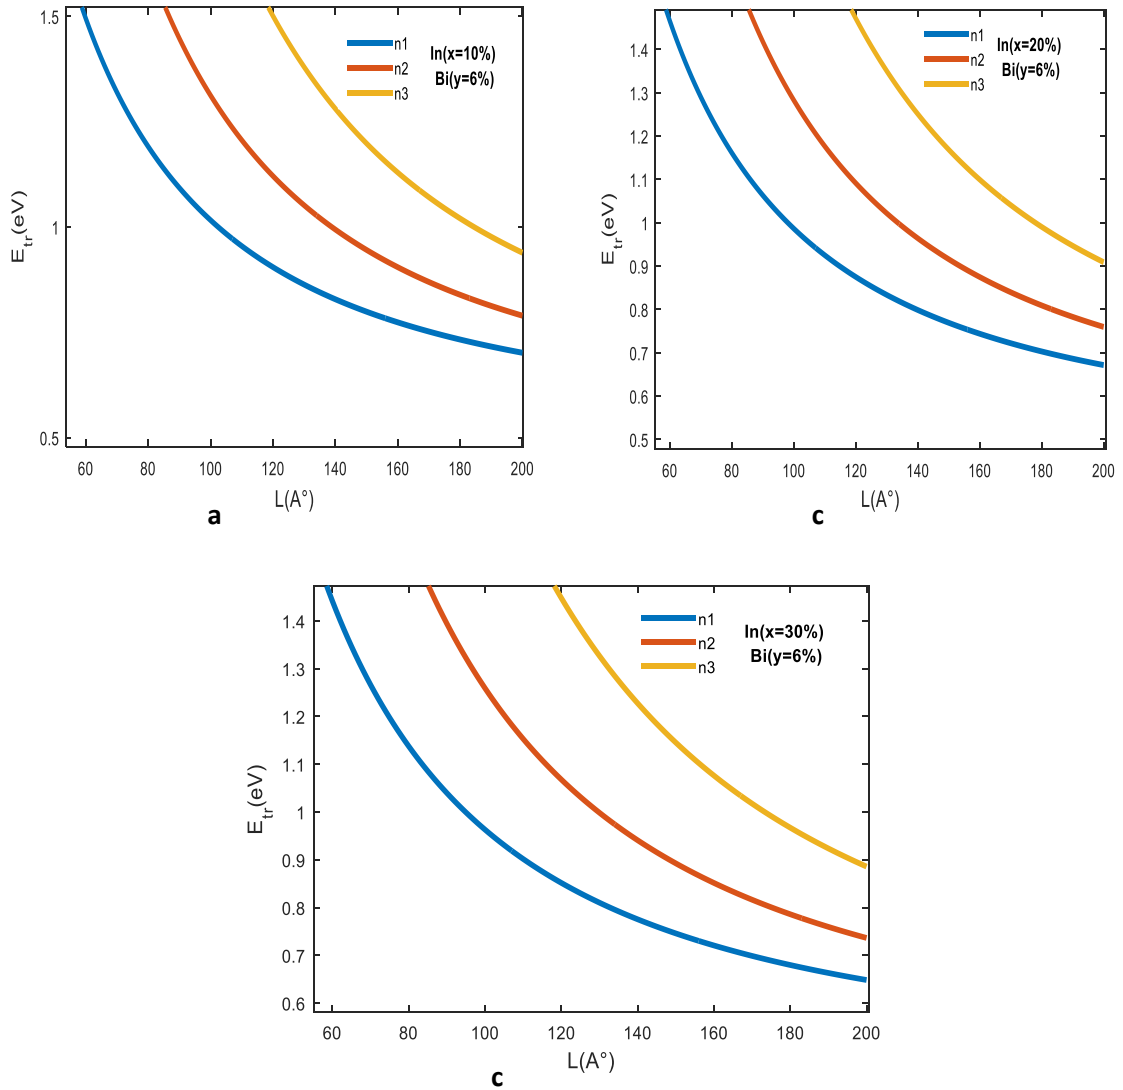 1.5
1
0.5
E_tr(eV)
n1
n2
n3
In(x=10%)
Bi(y=6%)
60 80 100 120 140 160 180 200
L(A°)
a
1.4
1.3
1.2
1.1
1
0.9
0.8
0.7
0.6
0.5
E_tr(eV)
n1
n2
n3
In(x=20%)
Bi(y=6%)
60 80 100 120 140 160 180 200
L(A°)
c
1.4
1.3
1.2
1.1
1
0.9
0.8
0.7
0.6
E_tr(eV)
n1
n2
n3
In(x=30%)
Bi(y=6%)
60 80 100 120 140 160 180 200
L(A°)
c